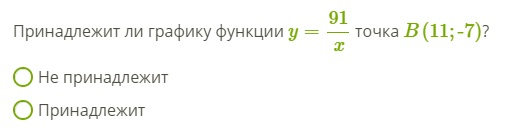 Принадлежит ли графику функции y = 91/x точка B (11; -7)?
Не принадлежит
Принадлежит